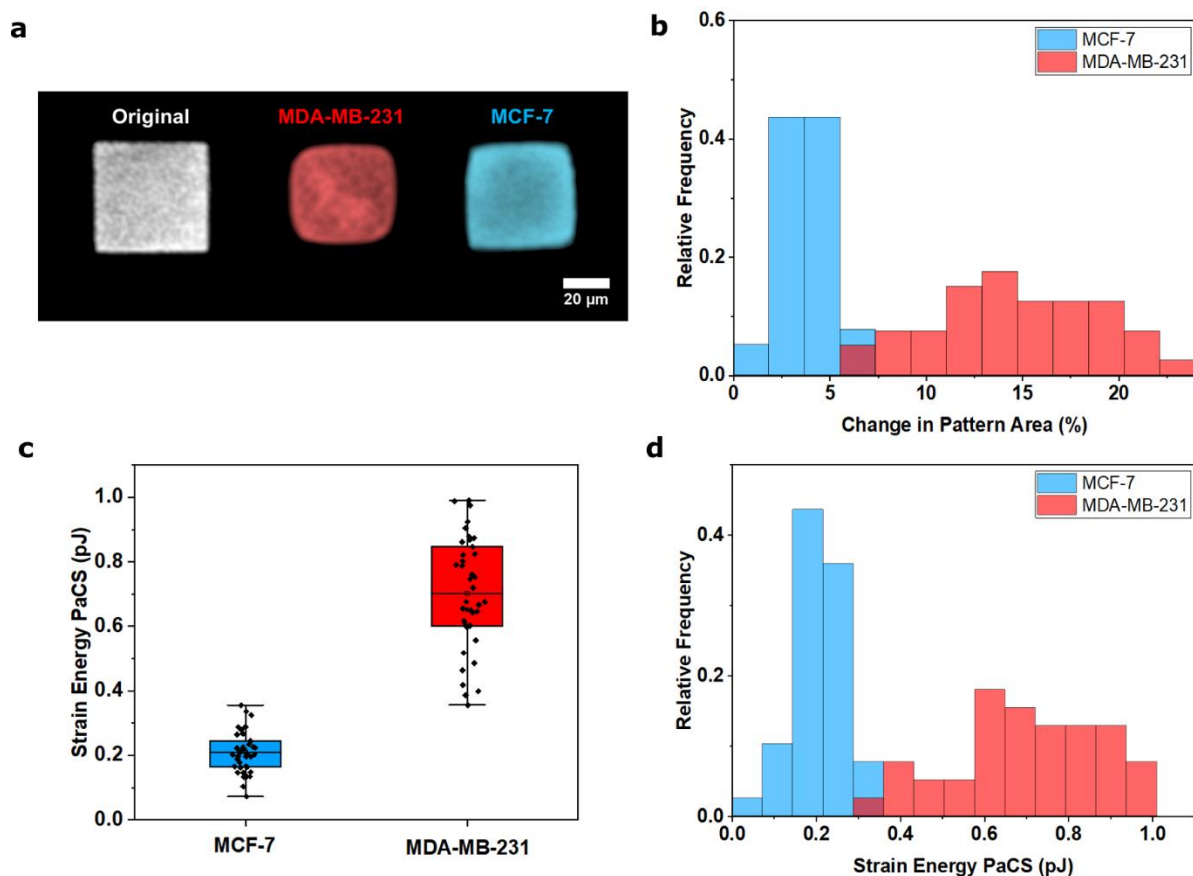 a
Original
MDA-MB-231
MCF-7
20 µm
b
0.6
0.4
0.2
0.0
Relative Frequency
MCF-7
MDA-MB-231
0
5
10
15
20
Change in Pattern Area (%)
c
1.0
0.8
0.6
0.4
0.2
0.0
Strain Energy PaCS (pJ)
MCF-7
MDA-MB-231
d
0.4
0.2
0.0
Relative Frequency
MCF-7
MDA-MB-231
0.0
0.2
0.4
0.6
0.8
1.0
Strain Energy PaCS (pJ)